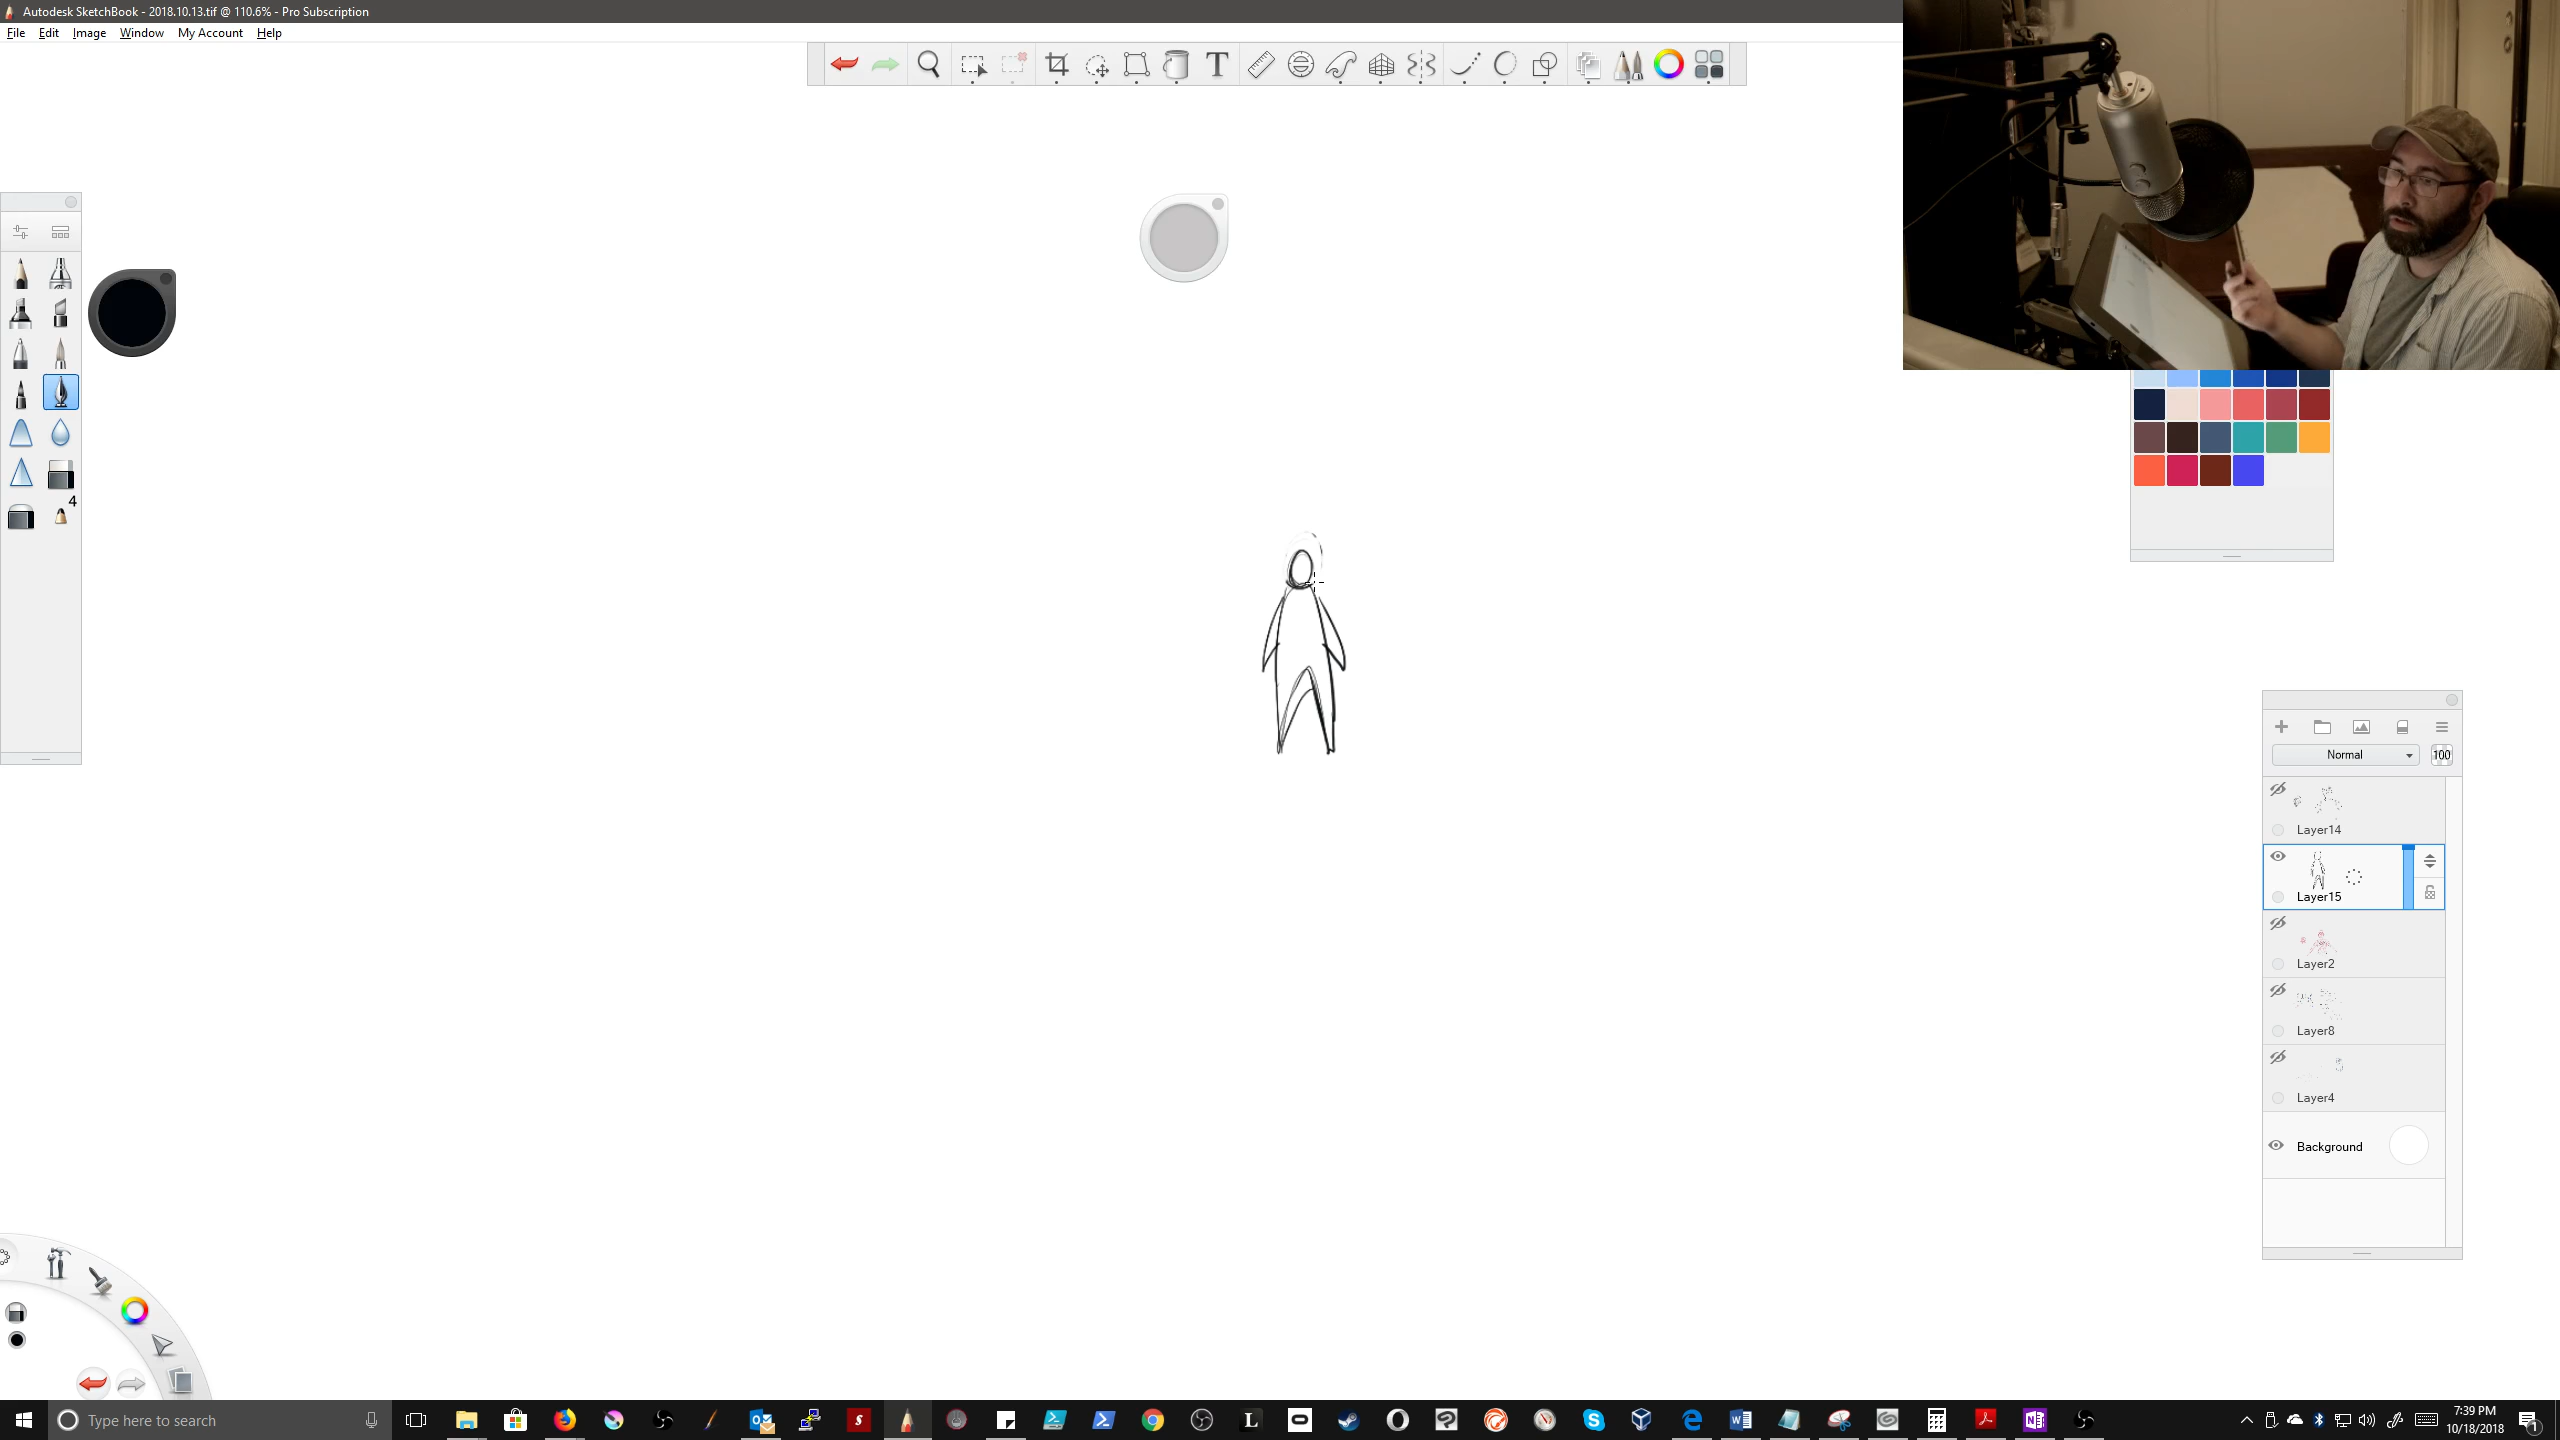 Autodesk SketchBook - 2018.10.13.tif @ 110.6% - Pro Subscription
File Edit Image Window My Account Help
T
4
Normal 100
Layer14
Layer15
Layer2
Layer8
Layer4
Background
Type here to search
7:39 PM
10/18/2018
1